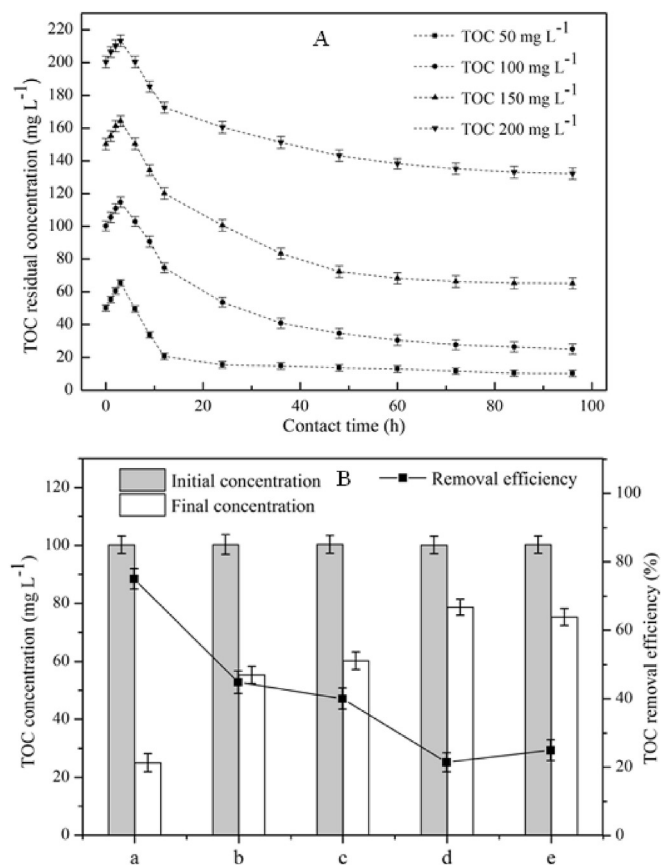 A
TOC 50 mg L-1
TOC 100 mg L-1
TOC 150 mg L-1
TOC 200 mg L-1
220
200
180
160
140
120
100
80
60
40
20
0
TOC residual concentration (mg L-1)
0 20 40 60 80 100
Contact time (h)
B
Initial concentration
Final concentration
Removal efficiency
120
100
80
60
40
20
0
TOC concentration (mg L-1)
100
80
60
40
20
0
TOC removal efficiency (%)
a b c d e